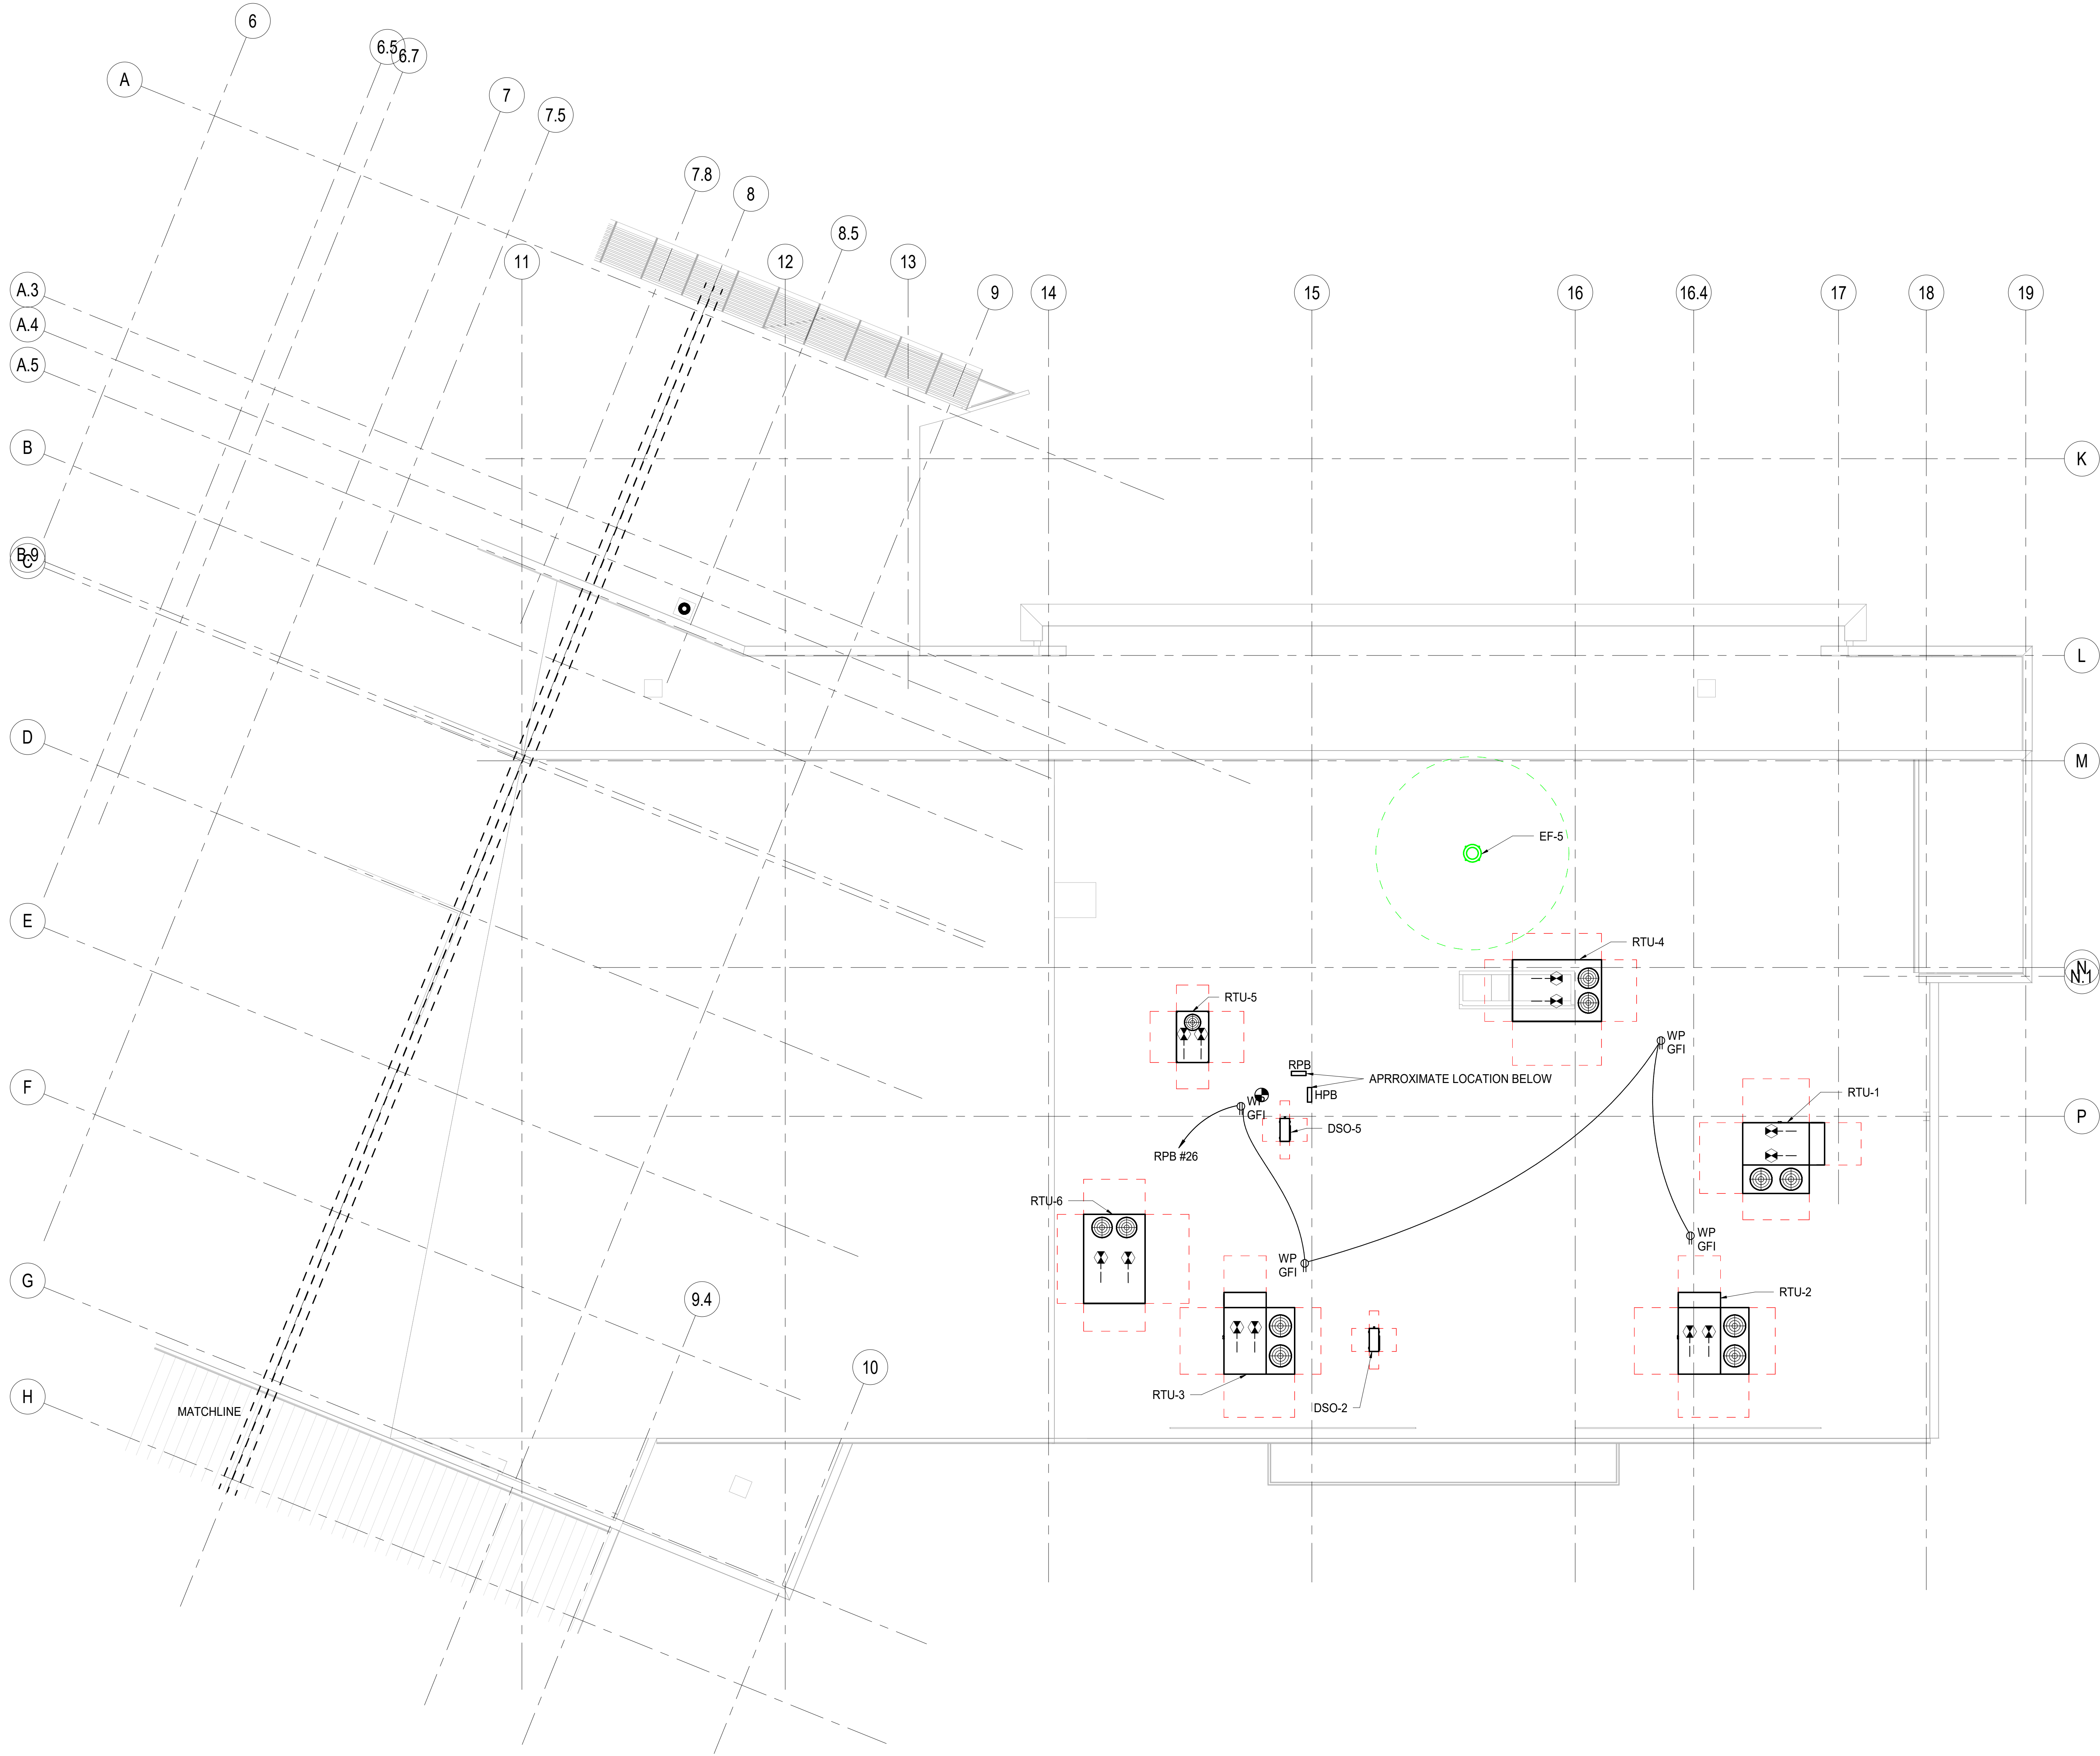 6
6.5
6.7
A
7
7.5
7.8
8
8.5
11
12
13
9
14
15
16
16.4
17
18
19
A.3
A.4
A.5
B
K
B.9
C
L
D
M
EF-5
E
RTU-4
N
N.1
RTU-5
WP
GFI
RPB
APRROXIMATE LOCATION BELOW
HPB
F
WP
GFI
RTU-1
P
DSO-5
RPB #26
RTU-6
WP
GFI
WP
GFI
G
9.4
RTU-2
10
H
RTU-3
DSO-2
MATCHLINE